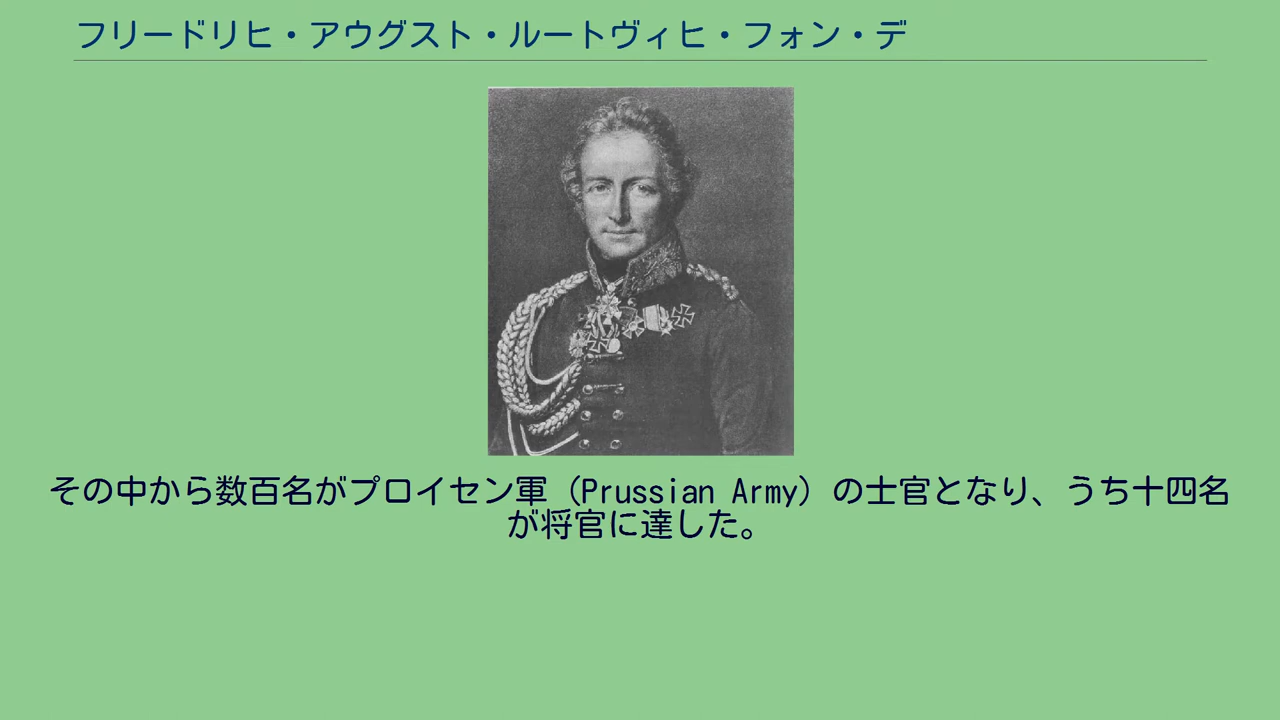 フリードリヒ・アウグスト・ルートヴィヒ・フォン・デ
その中から数百名がプロイセン軍（Prussian Army）の士官となり、うち十四名
が将官に達した。